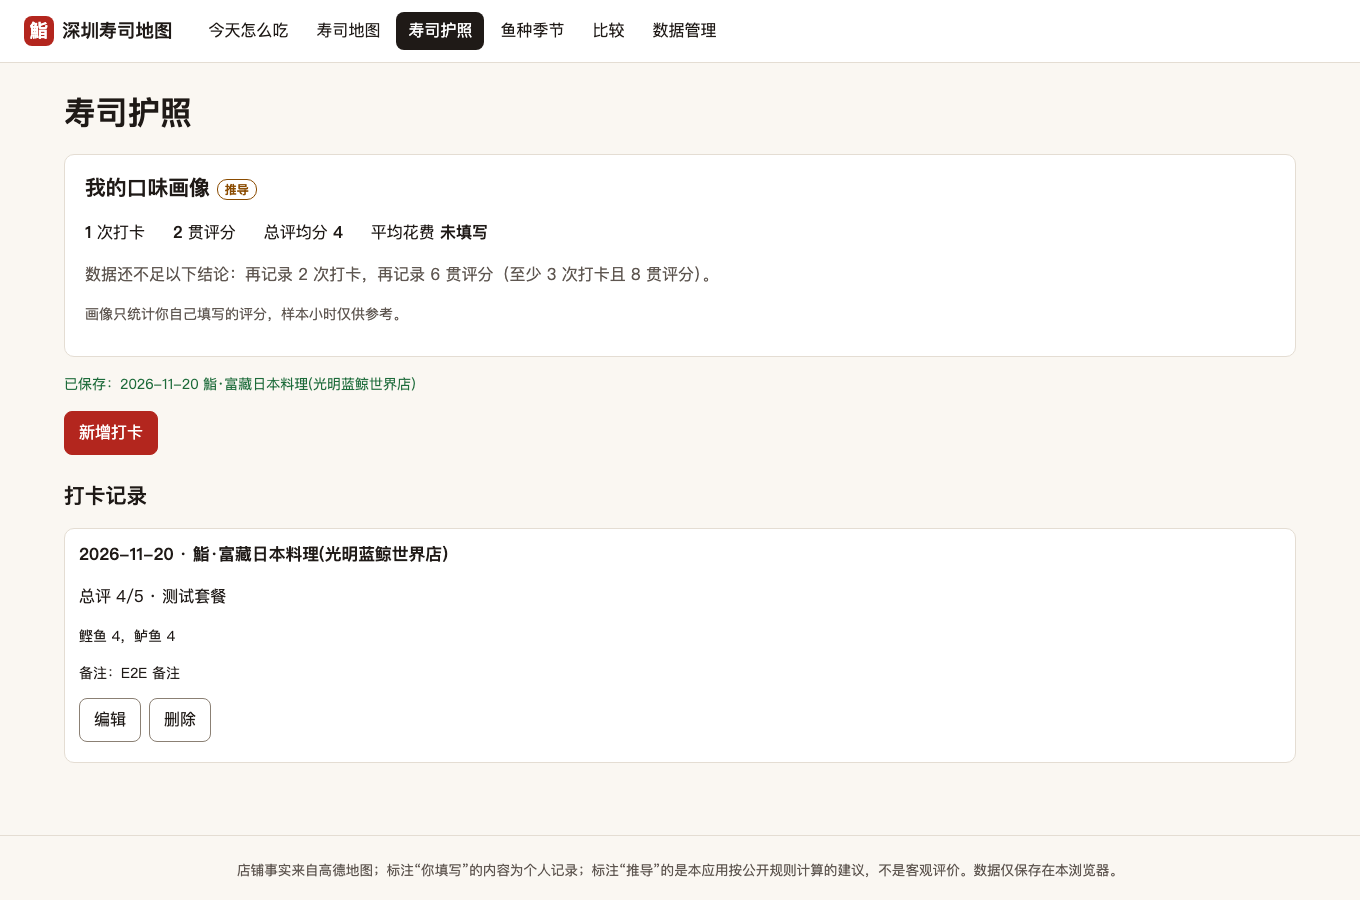 鮨 深圳寿司地图 今天怎么吃 寿司地图 寿司护照 鱼种季节 比较 数据管理
寿司护照
我的口味画像 推导
1 次打卡 2 贯评分 总评均分 4 平均花费 未填写
数据还不足以下结论：再记录 2 次打卡，再记录 6 贯评分（至少 3 次打卡且 8 贯评分）。
画像只统计你自己填写的评分，样本小时仅供参考。
已保存：2026-11-20 鮨·富藏日本料理(光明蓝鲸世界店)
新增打卡
打卡记录
2026-11-20 · 鮨·富藏日本料理(光明蓝鲸世界店)
总评 4/5 · 测试套餐
鲣鱼 4，鲈鱼 4
备注：E2E 备注
编辑 删除
店铺事实来自高德地图；标注“你填写”的内容为个人记录；标注“推导”的是本应用按公开规则计算的建议，不是客观评价。数据仅保存在本浏览器。